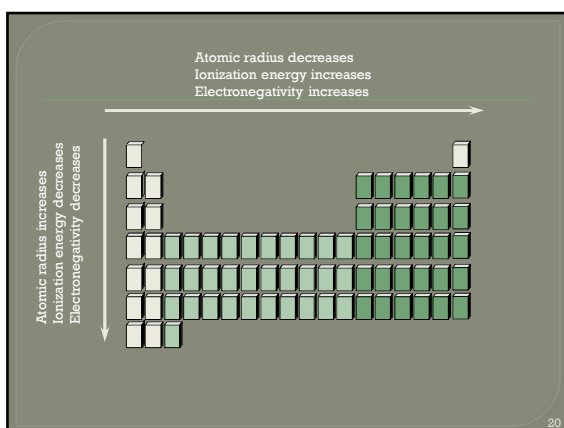 Atomic radius decreases
Ionization energy increases
Electronegativity increases
Atomic radius increases
Ionization energy decreases
Electronegativity decreases
20